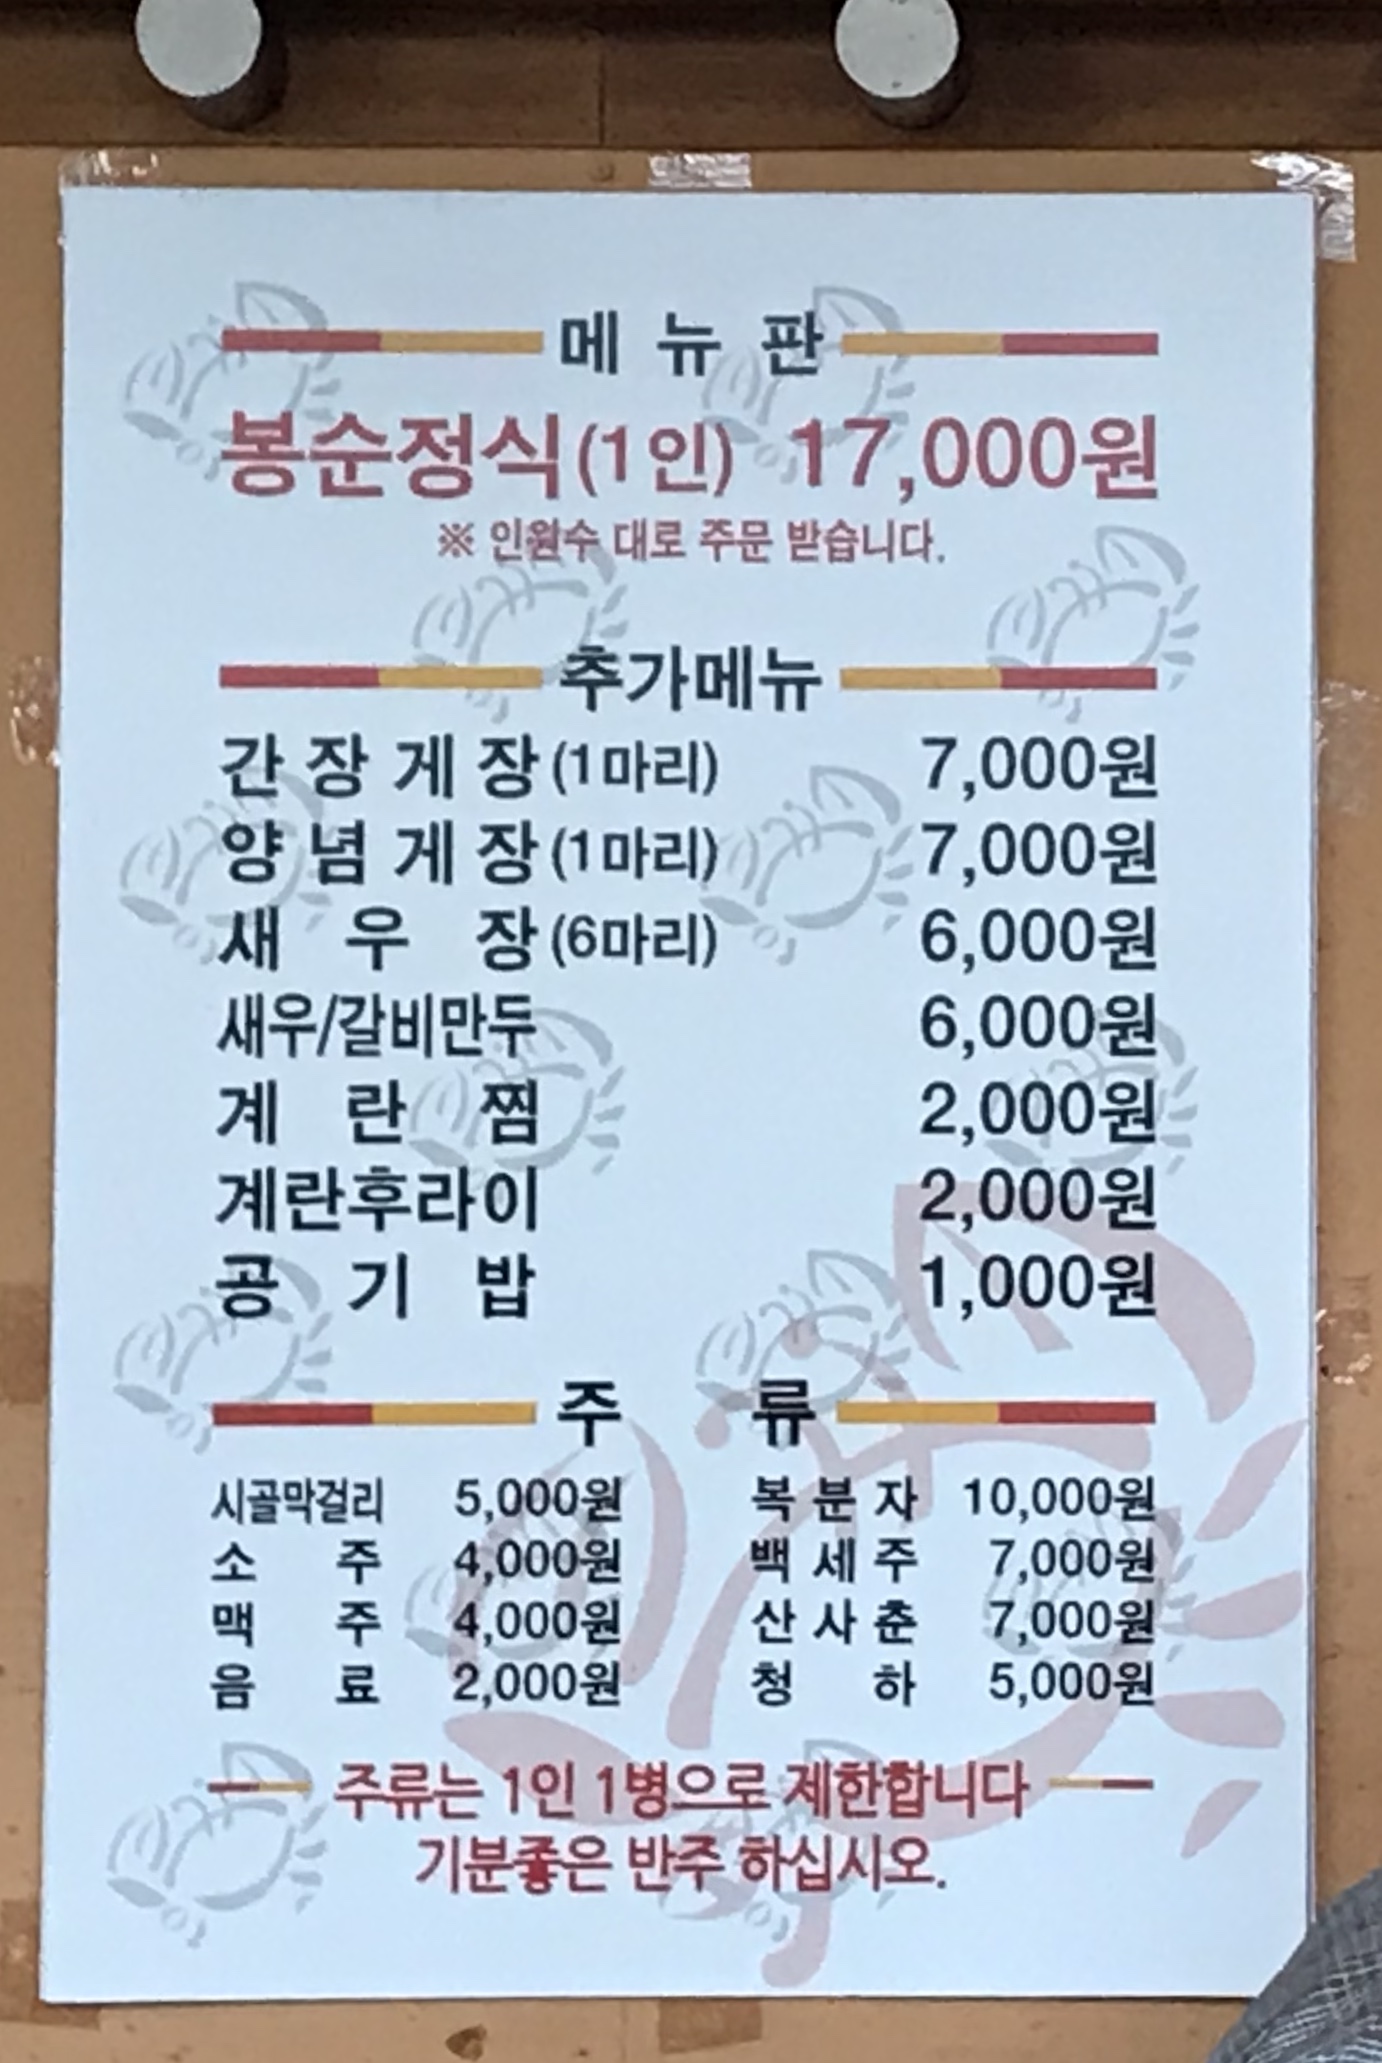 메 뉴 판
봉순정식(1인) 17,000원
※ 인원수 대로 주문 받습니다.
추가메뉴
간 장 게 장(1마리) 7,000원
양 념 게 장(1마리) 7,000원
새 우 장(6마리) 6,000원
새우/갈비만두 6,000원
계 란 찜 2,000원
계란후라이 2,000원
공 기 밥 1,000원
주 류
시골막걸리 5,000원 복 분 자 10,000원
소 주 4,000원 백 세 주 7,000원
맥 주 4,000원 산 사 춘 7,000원
음 료 2,000원 청 하 5,000원
주류는 1인 1병으로 제한합니다
기분좋은 반주 하십시오.